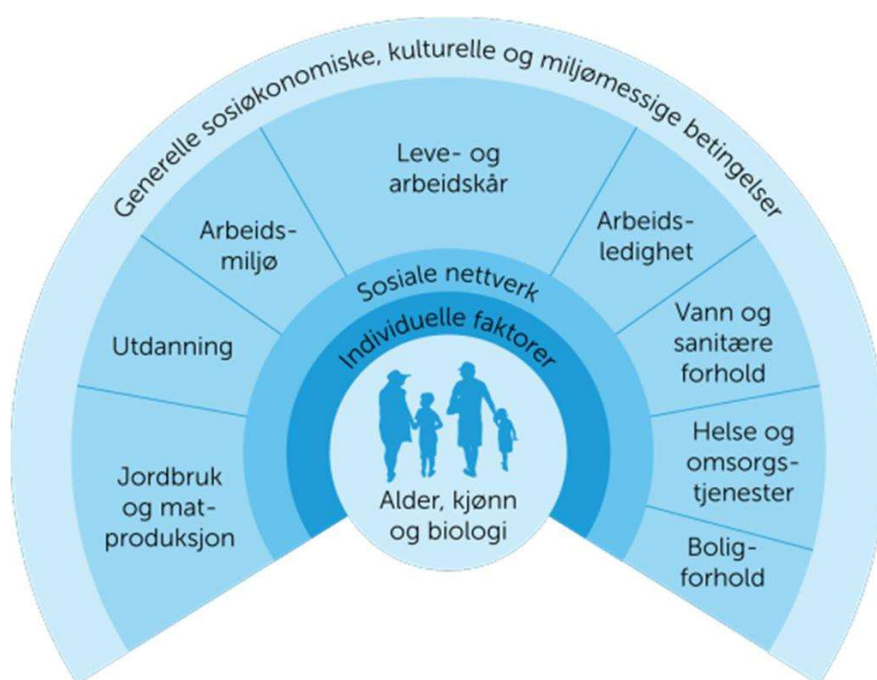 Generelle sosiøkonomiske, kulturelle og miljømessige betingelser
Leve- og
arbeidskår
Arbeids-
miljø
Arbeids-
ledighet
Utdanning
Vann og
sanitære
forhold
Jordbruk
og mat-
produksjon
Helse og
omsorgs-
tjenester
Bolig-
forhold
Sosiale nettverk
Individuelle faktorer
Alder, kjønn
og biologi